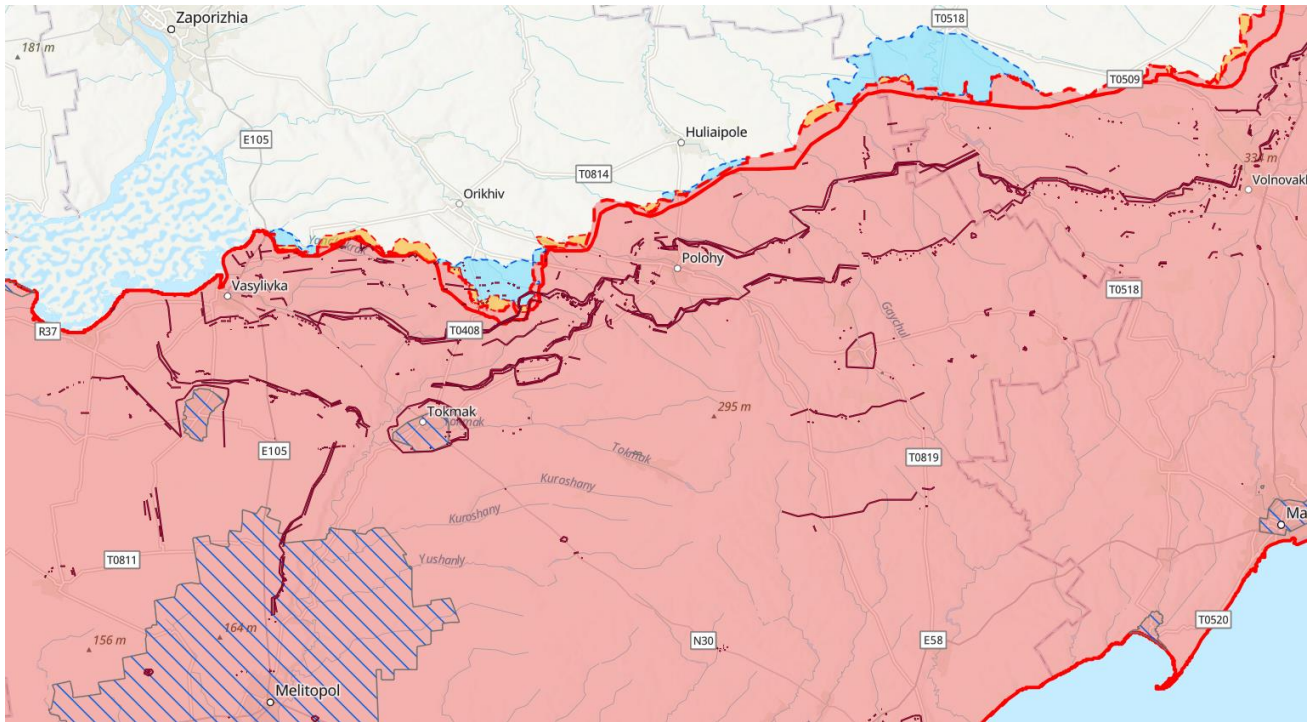 Zaporizhia
T0518
181 m
T0509
E105
Huliaipole
334 m
T0814
Volnovakh
Orikhiv
Polohy
Vasylivka
T0518
R37
T0408
Gaychul
295 m
Tokmak
Tokmak
E105
Tokmak
T0819
Kuroshany
Ma
Kuroshany
T0811
Yushanly
T0520
164 m
156 m
N30
E58
Melitopol